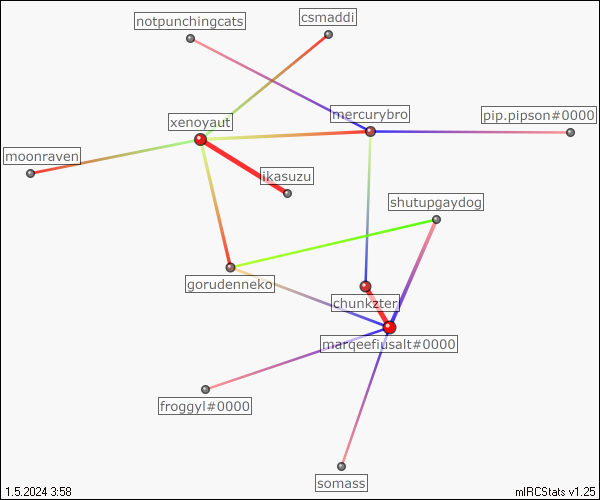 csmaddi
notpunchingcats
mercurybro
pip.pipson#0000
xenoyaut
moonraven
ikasuzu
shutupgaydog
gorudenneko
chunkzter
marqeefiusalt#0000
froggyl#0000
somass
1.5.2024 3:58
mIRCStats v1.25